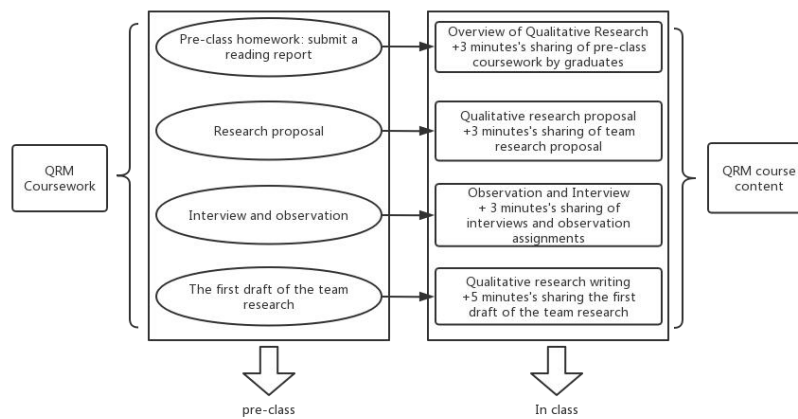 QRM
Coursework
Pre-class homework: submit a
reading report
Research proposal
Interview and observation
The first draft of the team
research
Overview of Qualitative Research
+3 minutes's sharing of pre-class
coursework by graduates
Qualitative research proposal
+3 minutes's sharing of team
research proposal
Observation and Interview
+ 3 minutes's sharing of
interviews and observation
assignments
Qualitative research writing
+5 minutes's sharing the first
draft of the team research
QRM course
content
pre-class
In class